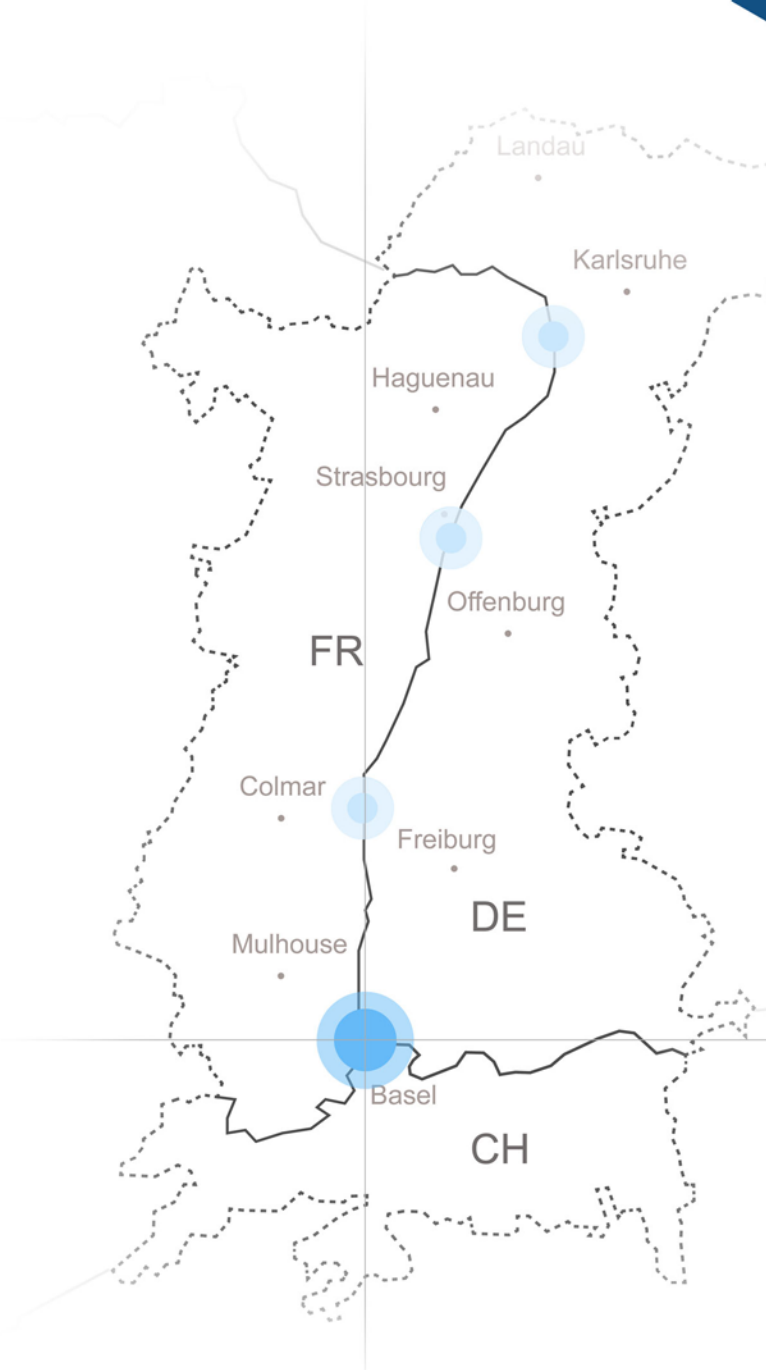 Landau
Karlsruhe
Haguenau
Strasbourg
Offenburg
FR
Colmar
Freiburg
DE
Mulhouse
Basel
CH